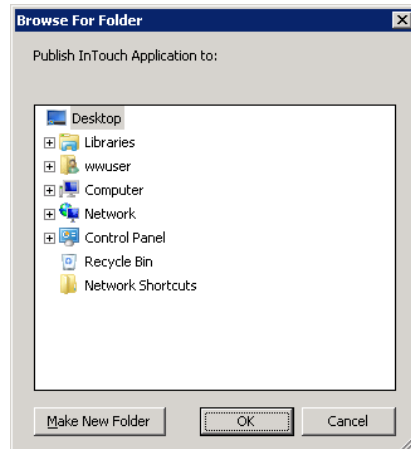 Browse For Folder
Publish InTouch Application to:
Desktop
Libraries
wwuser
Computer
Network
Control Panel
Recycle Bin
Network Shortcuts
Make New Folder
OK
Cancel